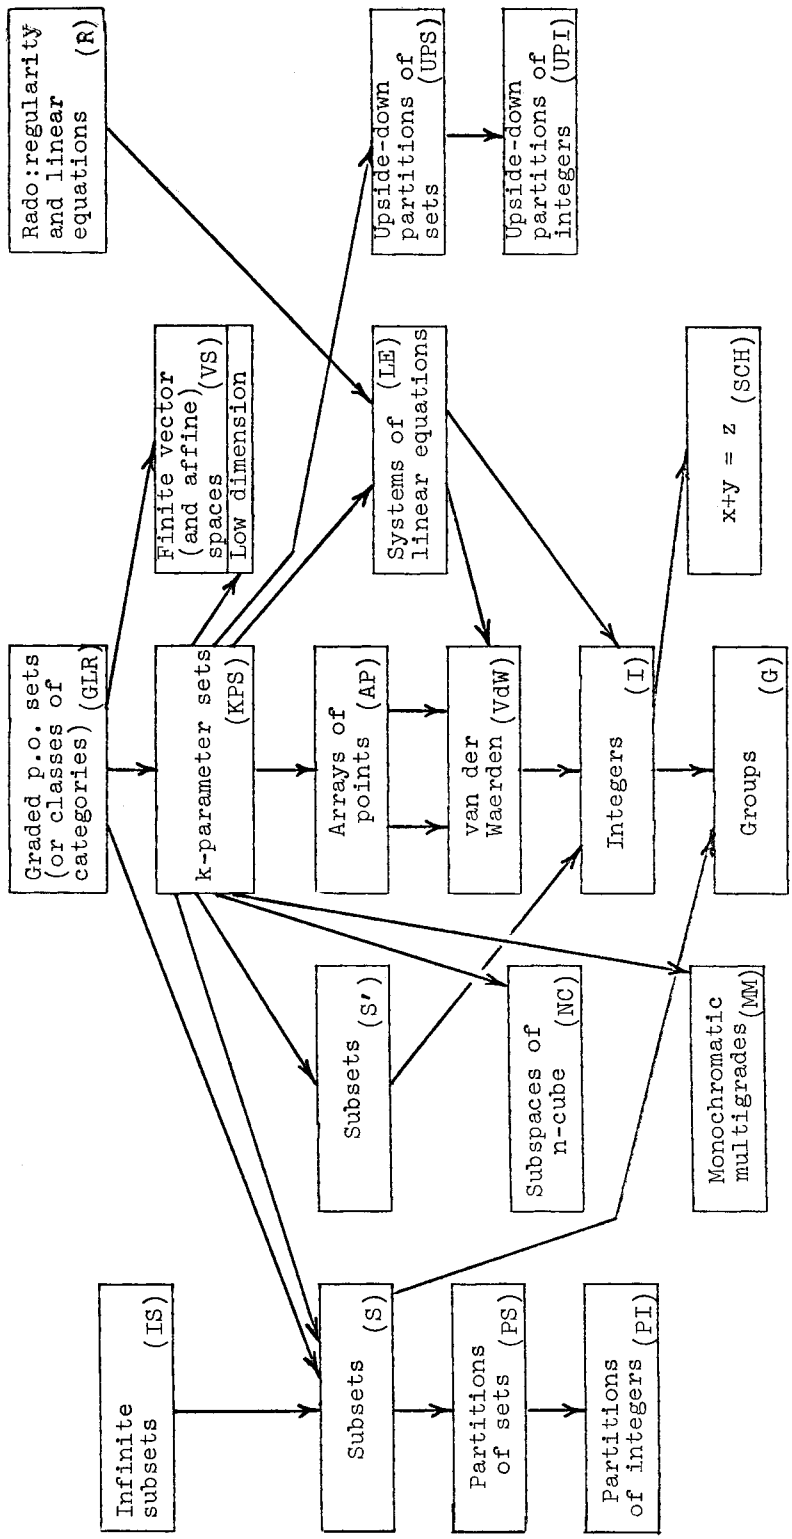 Graded p.o. sets
(or classes of
categories) (GLR)
Rado:regularity
and linear
equations (R)
Infinite
subsets (IS)
k-parameter sets
(KPS)
Finite vector
(and affine)
spaces (VS)
Low dimension
Subsets
(S)
Subsets
(S')
Arrays of
points (AP)
Systems of (LE)
linear equations
Upside-down
partitions of
sets (UPS)
Partitions
of sets (PS)
Subspaces of
n-cube (NC)
van der
Waerden (VdW)
Upside-down
partitions of
integers (UPI)
Partitions
of integers (PI)
Integers
(I)
Monochromatic
multigrades (MM)
Groups
(G)
x+y = z
(SCH)